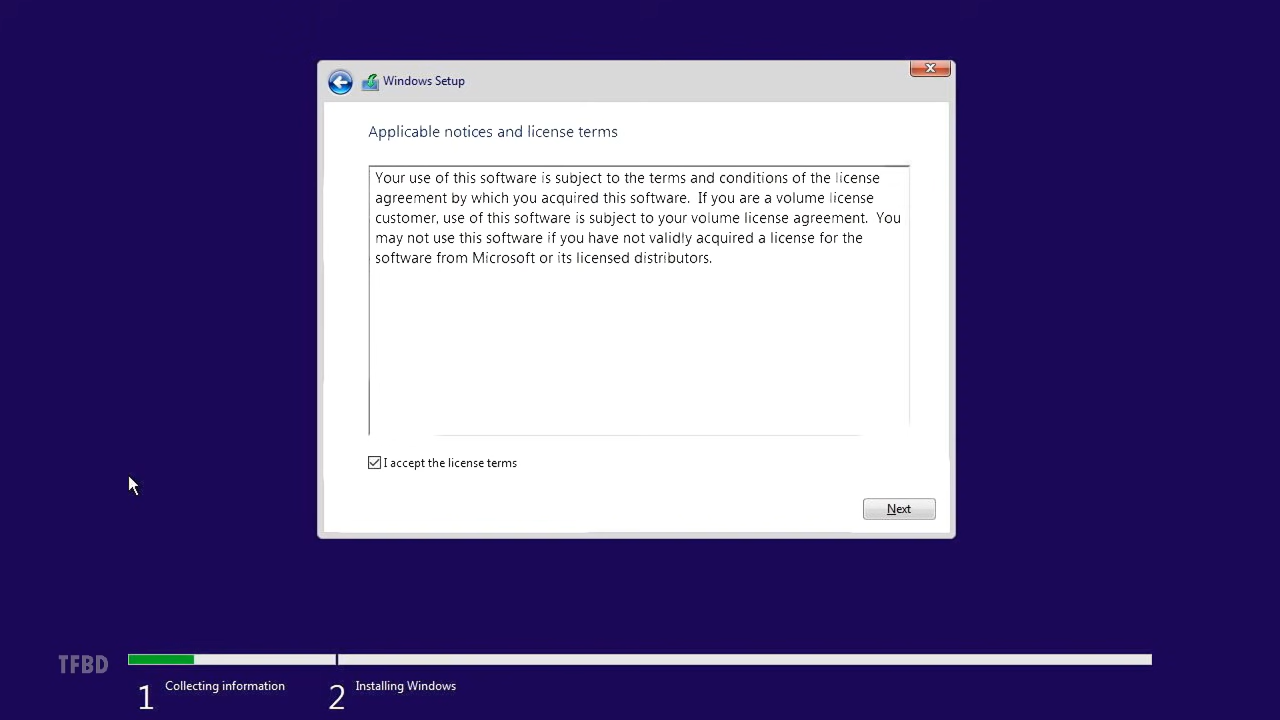 Windows Setup
Applicable notices and license terms
Your use of this software is subject to the terms and conditions of the license
agreement by which you acquired this software.  If you are a volume license
customer, use of this software is subject to your volume license agreement.  You
may not use this software if you have not validly acquired a license for the
software from Microsoft or its licensed distributors.
I accept the license terms
Next
TFBD
1 Collecting information
2 Installing Windows